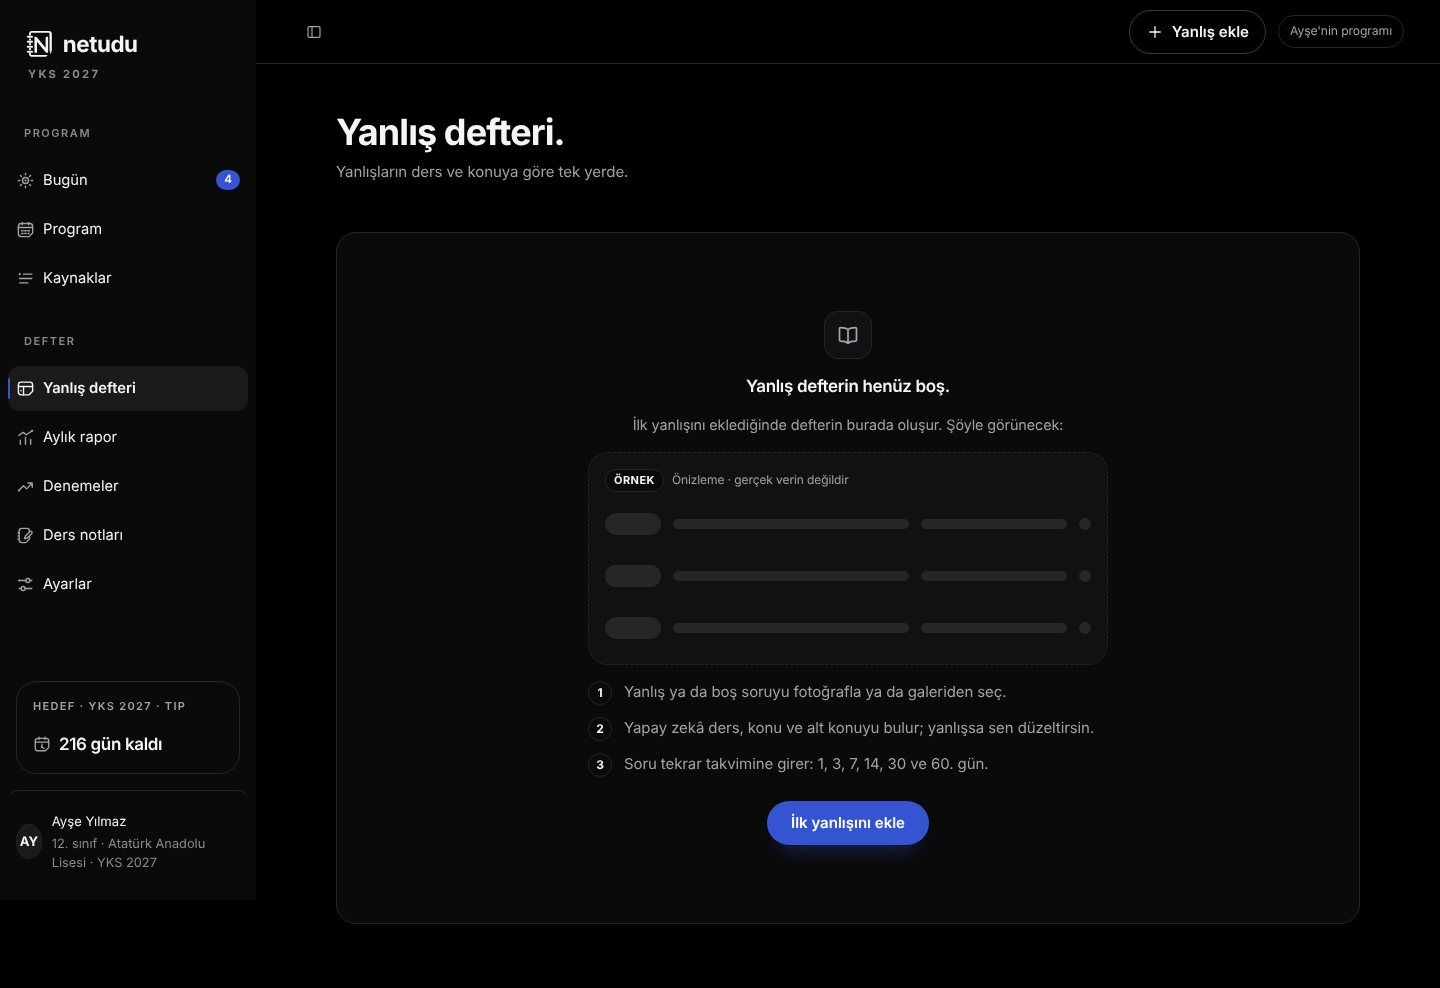 netudu
YKS 2027
PROGRAM
Bugün
4
Program
Kaynaklar
DEFTER
Yanlış defteri
Aylık rapor
Denemeler
Ders notları
Ayarlar
HEDEF · YKS 2027 · TIP
216 gün kaldı
AY
Ayşe Yılmaz
12. sınıf · Atatürk Anadolu
Lisesi · YKS 2027
Yanlış ekle
Ayşe'nin programı
Yanlış defteri.
Yanlışların ders ve konuya göre tek yerde.
Yanlış defterin henüz boş.
İlk yanlışını eklediğinde defterin burada oluşur. Şöyle görünecek:
ÖRNEK
Önizleme · gerçek verin değildir
1 Yanlış ya da boş soruyu fotoğrafla ya da galeriden seç.
2 Yapay zekâ ders, konu ve alt konuyu bulur; yanlışsa sen düzeltirsin.
3 Soru tekrar takvimine girer: 1, 3, 7, 14, 30 ve 60. gün.
İlk yanlışını ekle